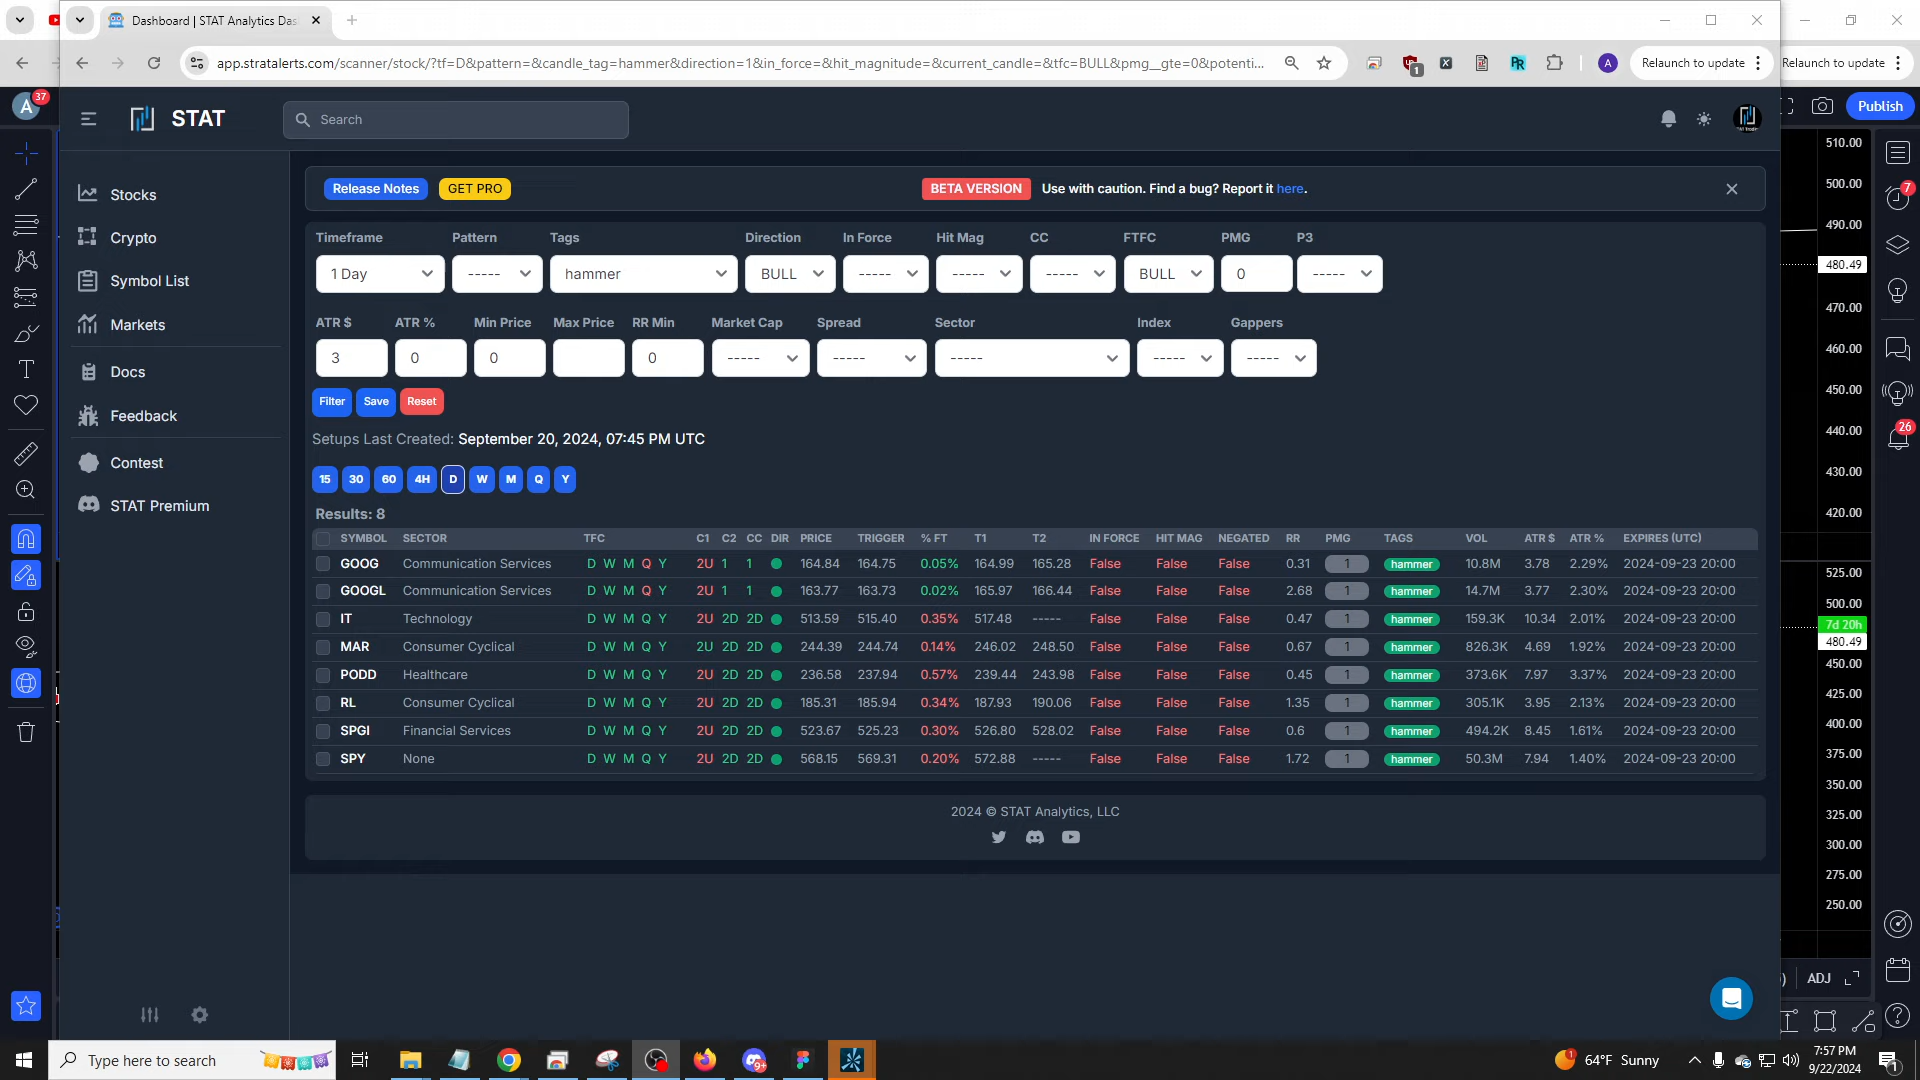 Dashboard | STAT Analytics Das
app.stratalerts.com/scanner/stock/?tf=D&pattern=&candle_tag=hammer&direction=1&in_force=&hit_magnitude=&current_candle=&tfc=BULL&pmg__gte=0&potenti...
1
A
Relaunch to update
Relaunch to update
A
37
STAT
Search
Publish
Stocks
Crypto
Symbol List
Markets
Docs
Feedback
Contest
STAT Premium
Release Notes
GET PRO
BETA VERSION
Use with caution. Find a bug? Report it here.
Timeframe Pattern Tags Direction In Force Hit Mag CC FTFC PMG P3
1 Day ----- hammer BULL ----- ----- ----- BULL 0 -----
ATR $ ATR % Min Price Max Price RR Min Market Cap Spread Sector Index Gappers
3 0 0 0 ----- ----- ----- ----- -----
Filter Save Reset
Setups Last Created: September 20, 2024, 07:45 PM UTC
15 30 60 4H D W M Q Y
Results: 8
SYMBOL SECTOR TFC C1 C2 CC DIR PRICE TRIGGER % FT T1 T2 IN FORCE HIT MAG NEGATED RR PMG TAGS VOL ATR $ ATR % EXPIRES (UTC)
GOOG Communication Services D W M Q Y 2U 1 1 164.84 164.75 0.05% 164.99 165.28 False False False 0.31 1 hammer 10.8M 3.78 2.29% 2024-09-23 20:00
GOOGL Communication Services D W M Q Y 2U 1 1 163.77 163.73 0.02% 165.97 166.44 False False False 2.68 1 hammer 14.7M 3.77 2.30% 2024-09-23 20:00
IT Technology D W M Q Y 2U 2D 2D 513.59 515.40 0.35% 517.48 ----- False False False 0.47 1 hammer 159.3K 10.34 2.01% 2024-09-23 20:00
MAR Consumer Cyclical D W M Q Y 2U 2D 2D 244.39 244.74 0.14% 246.02 248.50 False False False 0.67 1 hammer 826.3K 4.69 1.92% 2024-09-23 20:00
PODD Healthcare D W M Q Y 2U 2D 2D 236.58 237.94 0.57% 239.44 243.98 False False False 0.45 1 hammer 373.6K 7.97 3.37% 2024-09-23 20:00
RL Consumer Cyclical D W M Q Y 2U 2D 2D 185.31 185.94 0.34% 187.93 190.06 False False False 1.35 1 hammer 305.1K 3.95 2.13% 2024-09-23 20:00
SPGI Financial Services D W M Q Y 2U 2D 2D 523.67 525.23 0.30% 526.80 528.02 False False False 0.6 1 hammer 494.2K 8.45 1.61% 2024-09-23 20:00
SPY None D W M Q Y 2U 2D 2D 568.15 569.31 0.20% 572.88 ----- False False False 1.72 1 hammer 50.3M 7.94 1.40% 2024-09-23 20:00
2024 © STAT Analytics, LLC
510.00
500.00
490.00
480.49
470.00
460.00
450.00
440.00
430.00
420.00
525.00
500.00
7d 20h
480.49
450.00
425.00
400.00
375.00
350.00
325.00
300.00
275.00
250.00
7
26
) ADJ
Type here to search
9+
1
64°F Sunny
7:57 PM
9/22/2024
1